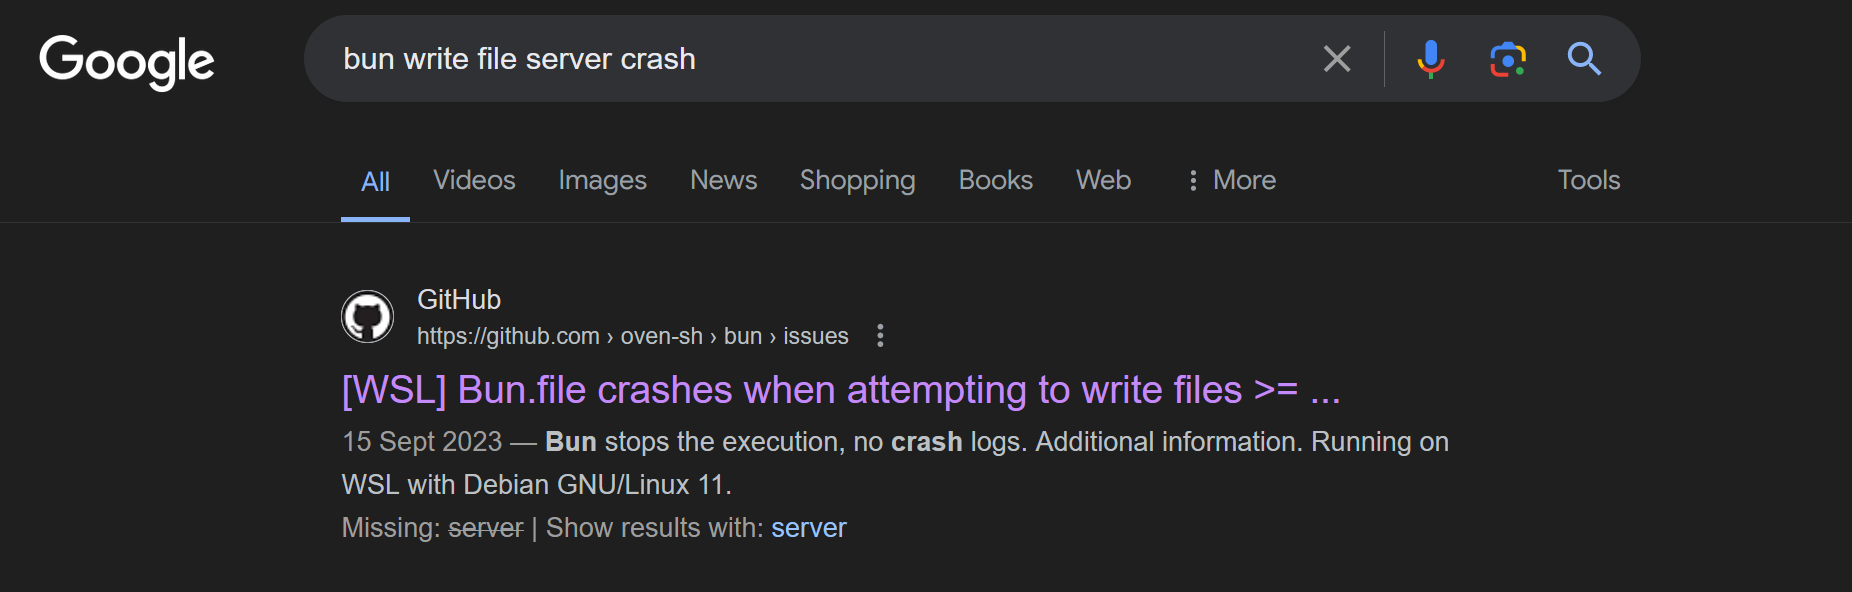 Google
bun write file server crash
All Videos Images News Shopping Books Web More Tools
GitHub
https://github.com › oven-sh › bun › issues
[WSL] Bun.file crashes when attempting to write files >= ...
15 Sept 2023 — Bun stops the execution, no crash logs. Additional information. Running on
WSL with Debian GNU/Linux 11.
Missing: server | Show results with: server